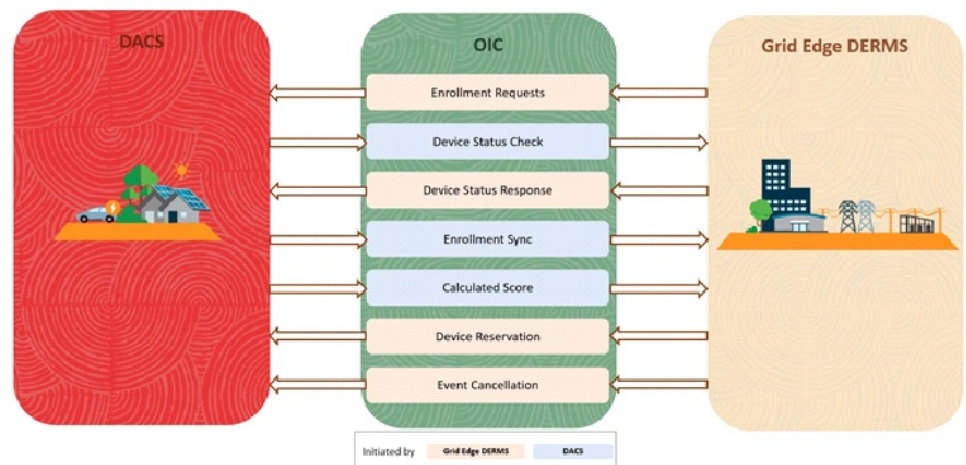 DACS
OIC
Grid Edge DERMS
Enrollment Requests
Device Status Check
Device Status Response
Enrollment Sync
Calculated Score
Device Reservation
Event Cancellation
Initiated by Grid Edge DERMS DACS